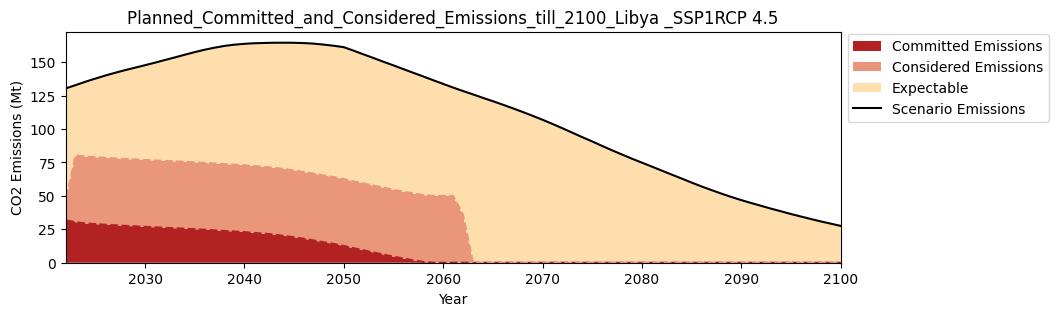 Planned_Committed_and_Considered_Emissions_till_2100_Libya _SSP1RCP 4.5
Committed Emissions
Considered Emissions
Expectable
Scenario Emissions
CO2 Emissions (Mt)
150
125
100
75
50
25
0
2030 2040 2050 2060 2070 2080 2090 2100
Year